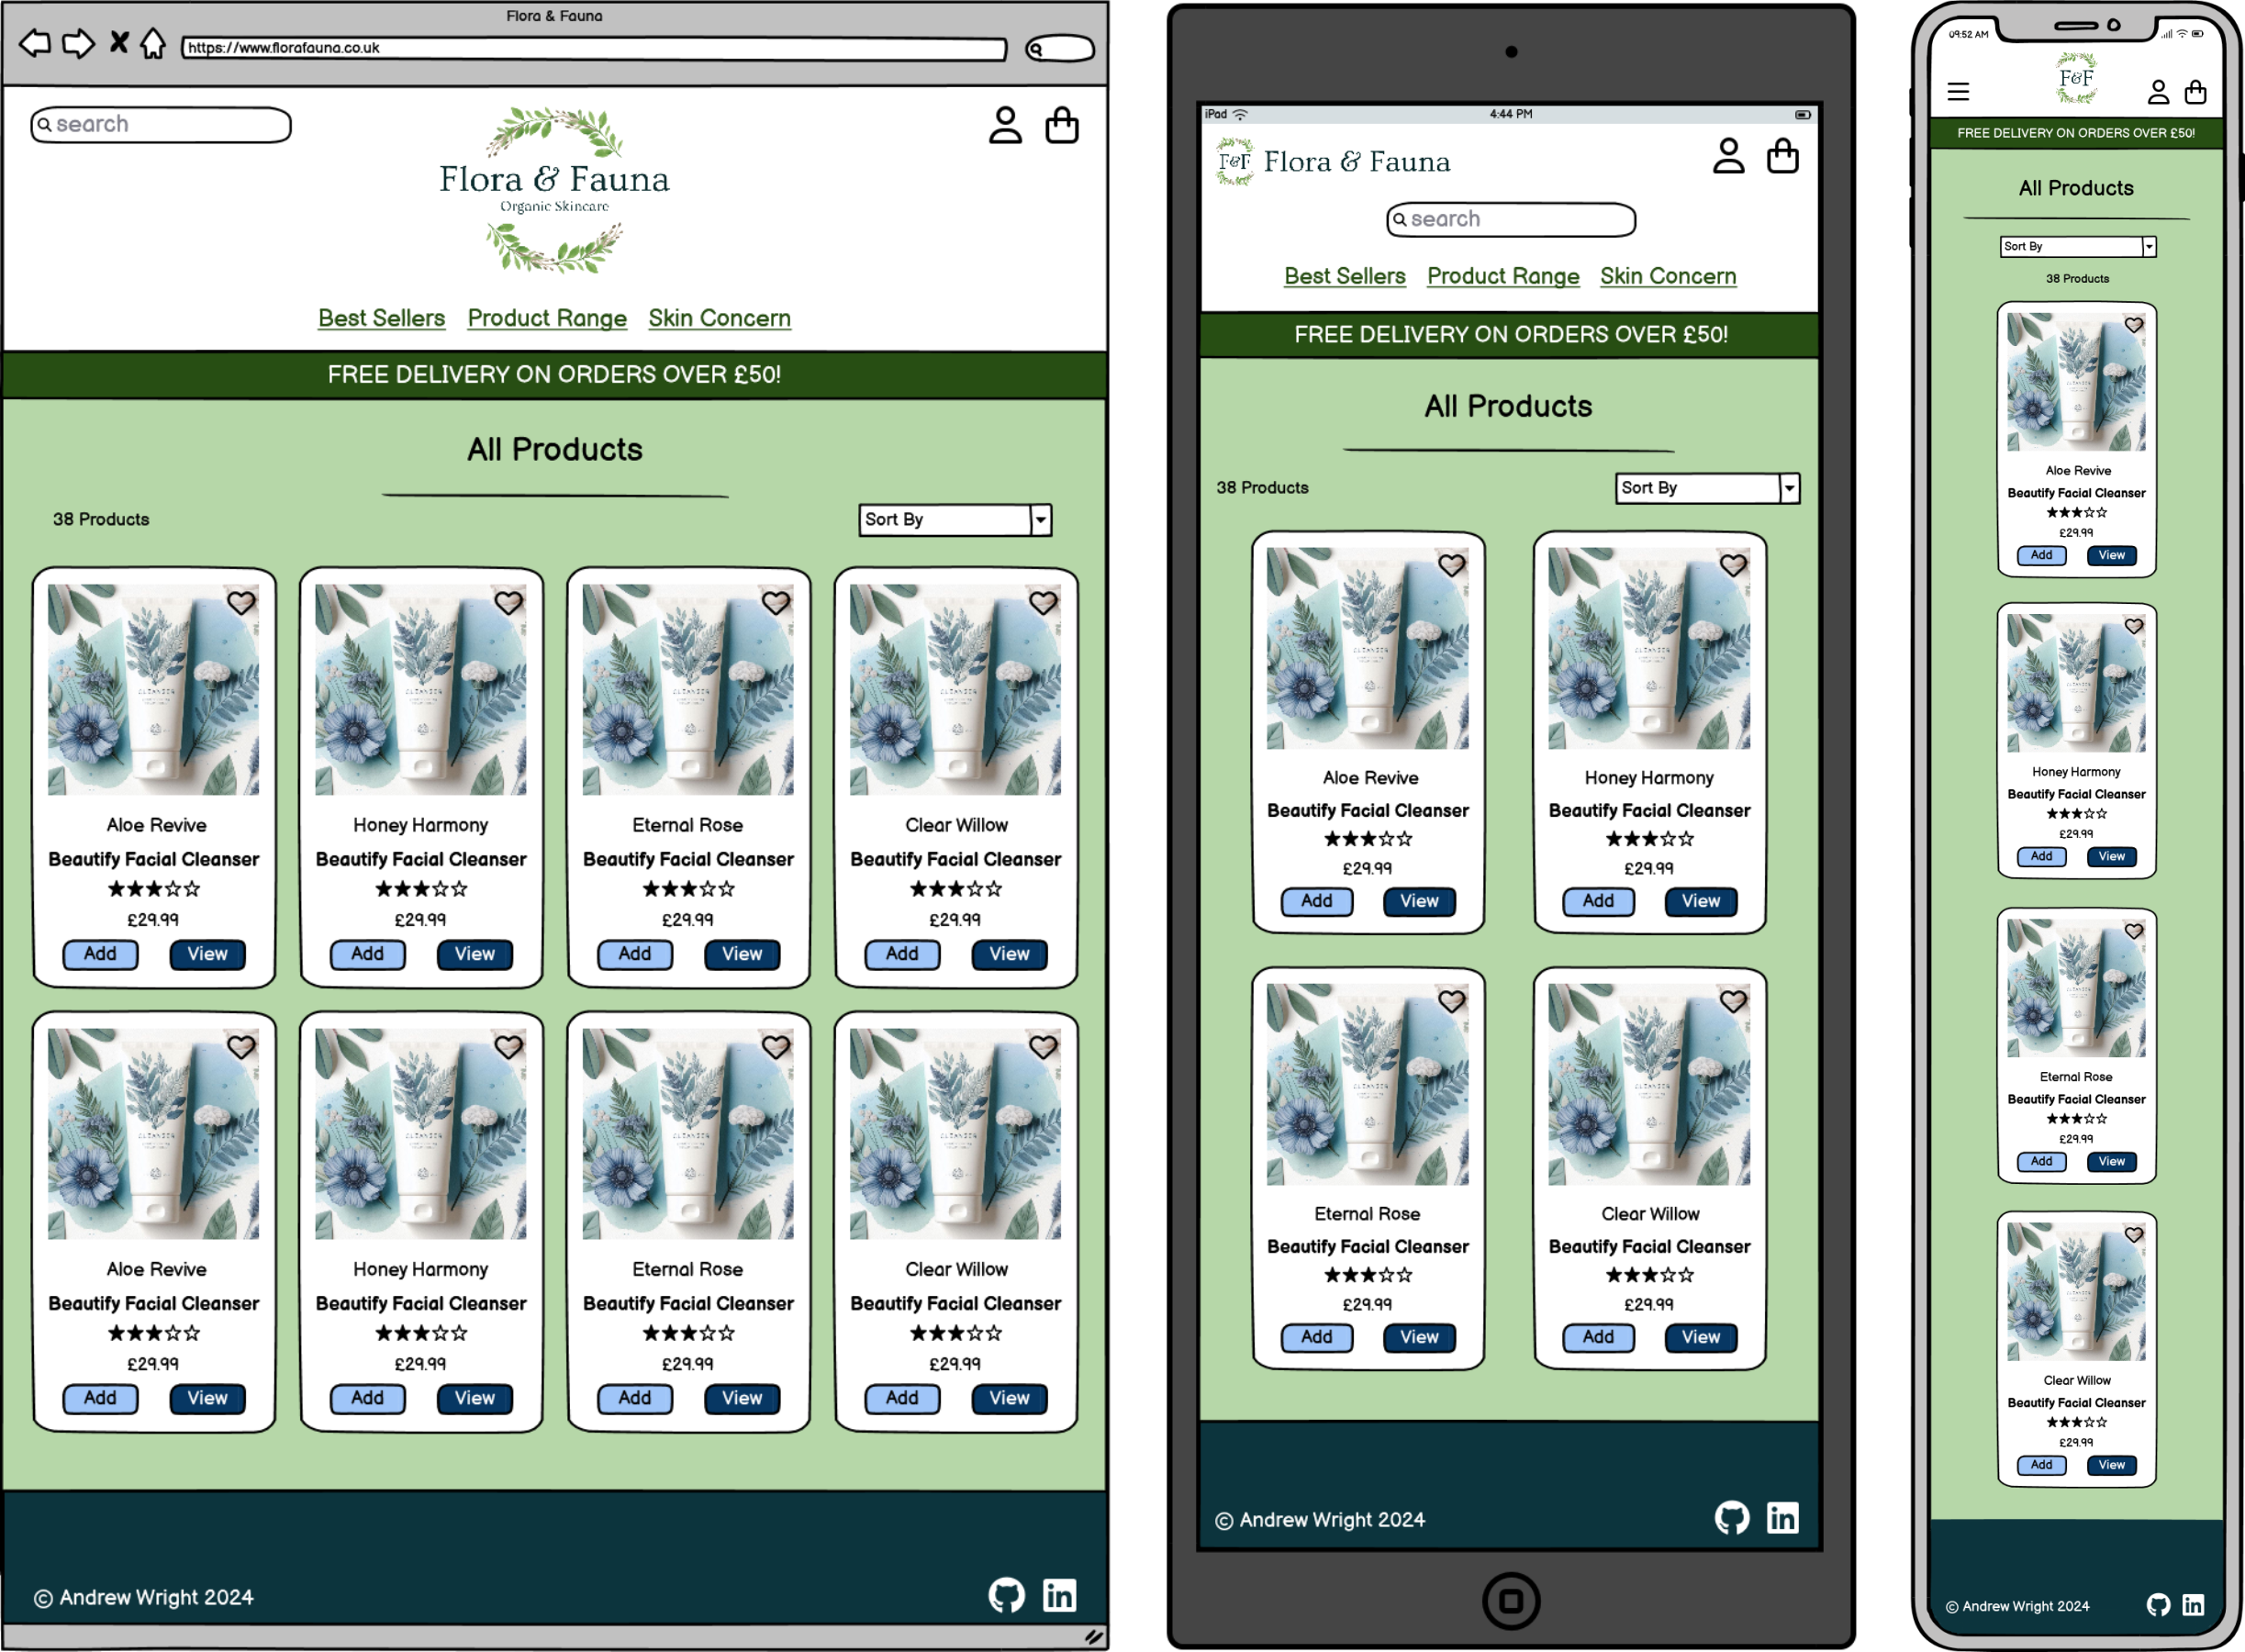 Flora & Fauna
https://www.florafauna.co.uk
search
Flora & Fauna
Organic Skincare
Best Sellers Product Range Skin Concern
FREE DELIVERY ON ORDERS OVER £50!
All Products
38 Products Sort By
CLEANSER CLEANSER CLEANSER CLEANSER
Aloe Revive Honey Harmony Eternal Rose Clear Willow
Beautify Facial Cleanser Beautify Facial Cleanser Beautify Facial Cleanser Beautify Facial Cleanser
£29.99 £29.99 £29.99 £29.99
Add View Add View Add View Add View
Aloe Revive Honey Harmony Eternal Rose Clear Willow
Beautify Facial Cleanser Beautify Facial Cleanser Beautify Facial Cleanser Beautify Facial Cleanser
£29.99 £29.99 £29.99 £29.99
Add View Add View Add View Add View
© Andrew Wright 2024
in
iPad 4:44 PM
F&F Flora & Fauna
search
Best Sellers Product Range Skin Concern
FREE DELIVERY ON ORDERS OVER £50!
All Products
38 Products Sort By
Aloe Revive Honey Harmony
Beautify Facial Cleanser Beautify Facial Cleanser
£29.99 £29.99
Add View Add View
Eternal Rose Clear Willow
Beautify Facial Cleanser Beautify Facial Cleanser
£29.99 £29.99
Add View Add View
© Andrew Wright 2024 in
09:52 AM
F&F
FREE DELIVERY ON ORDERS OVER £50!
All Products
Sort By
38 Products
Aloe Revive
Beautify Facial Cleanser
£29.99
Add View
Honey Harmony
Beautify Facial Cleanser
£29.99
Add View
Eternal Rose
Beautify Facial Cleanser
£29.99
Add View
Clear Willow
Beautify Facial Cleanser
£29.99
Add View
© Andrew Wright 2024 in